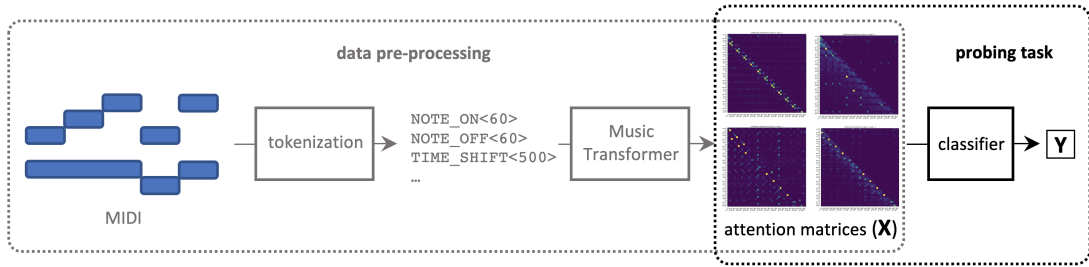 data pre-processing
probing task
MIDI
tokenization
NOTE_ON<60>
NOTE_OFF<60>
TIME_SHIFT<500>
…
Music
Transformer
attention matrices (X)
classifier
Y